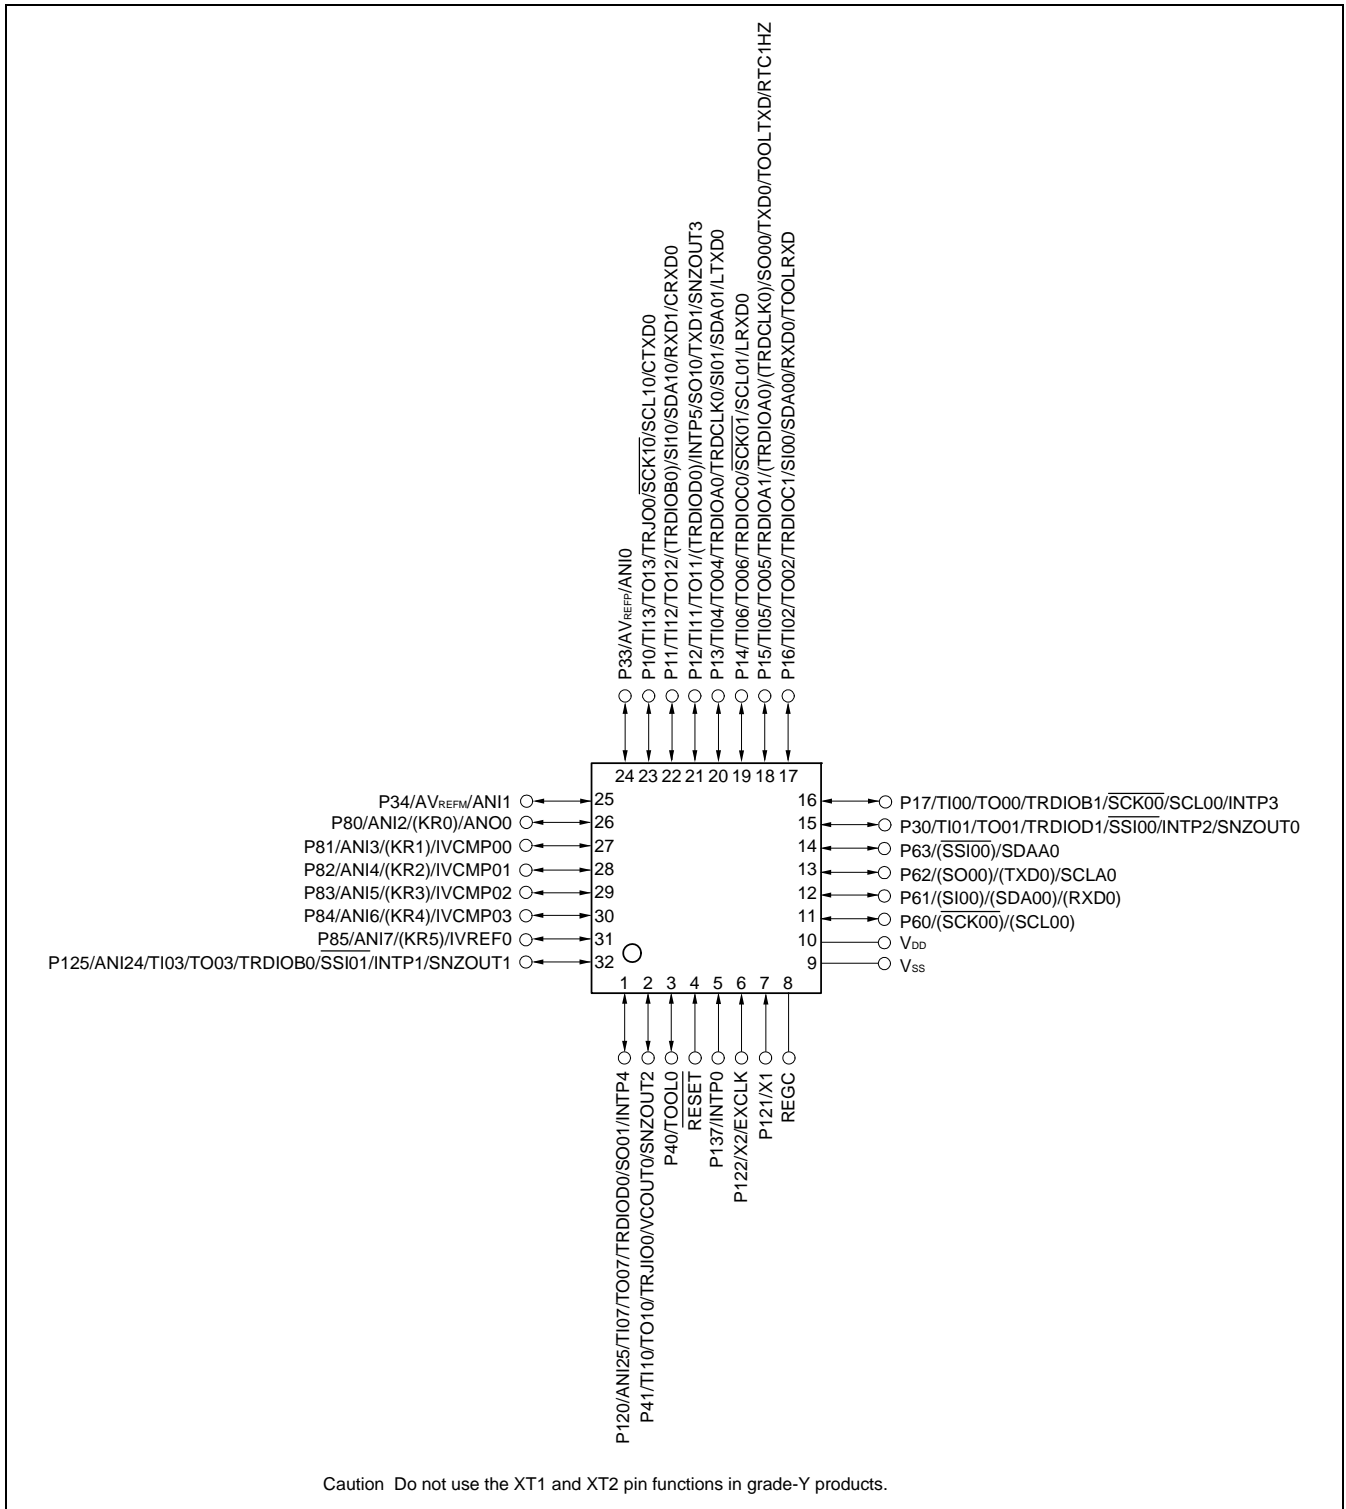 P33/AVREFP/ANI0
P10/TI13/TO13/TRJO0/SCK10/SCL10/CTXD0
P11/TI12/TO12/(TRDIOB0)/SI10/SDA10/RXD1/CRXD0
P12/TI11/TO11/(TRDIOD0)/INTP5/SO10/TXD1/SNZOUT3
P13/TI04/TO04/TRDIOA0/TRDCLK0/SI01/SDA01/LTXD0
P14/TI06/TO06/TRDIOC0/SCK01/SCL01/LRXD0
P15/TI05/TO05/TRDIOA1/(TRDIOA0)/(TRDCLK0)/SO00/TXD0/TOOLTXD/RTC1HZ
P16/TI02/TO02/TRDIOC1/SI00/SDA00/RXD0/TOOLRXD
24 23 22 21 20 19 18 17
P34/AVREFM/ANI1 25
P80/ANI2/(KR0)/ANO0 26
P81/ANI3/(KR1)/IVCMP00 27
P82/ANI4/(KR2)/IVCMP01 28
P83/ANI5/(KR3)/IVCMP02 29
P84/ANI6/(KR4)/IVCMP03 30
P85/ANI7/(KR5)/IVREF0 31
P125/ANI24/TI03/TO03/TRDIOB0/SSI01/INTP1/SNZOUT1 32
16 P17/TI00/TO00/TRDIOB1/SCK00/SCL00/INTP3
15 P30/TI01/TO01/TRDIOD1/SSI00/INTP2/SNZOUT0
14 P63/(SSI00)/SDAA0
13 P62/(SO00)/(TXD0)/SCLA0
12 P61/(SI00)/(SDA00)/(RXD0)
11 P60/(SCK00)/(SCL00)
10 VDD
9 VSS
1 2 3 4 5 6 7 8
P120/ANI25/TI07/TO07/TRDIOD0/SO01/INTP4
P41/TI10/TO10/TRJIO0/VCOUT0/SNZOUT2
P40/TOOL0
RESET
P137/INTP0
P122/X2/EXCLK
P121/X1
REGC
Caution Do not use the XT1 and XT2 pin functions in grade-Y products.